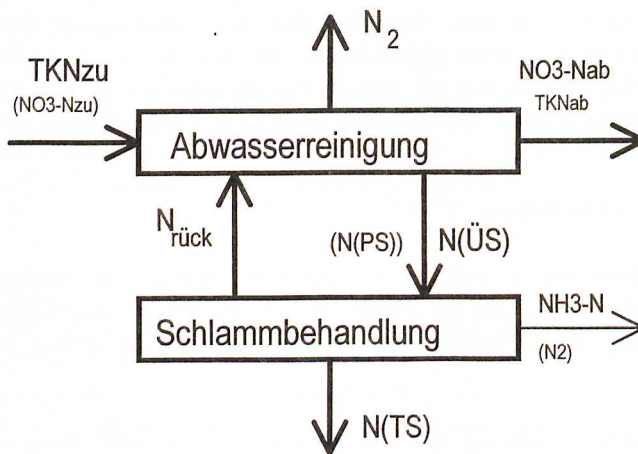 N2
TKNzu
(NO3-Nzu)
NO3-Nab
TKNab
Abwasserreinigung
Nrück
(N(PS))
N(ÜS)
Schlammbehandlung
NH3-N
(N2)
N(TS)